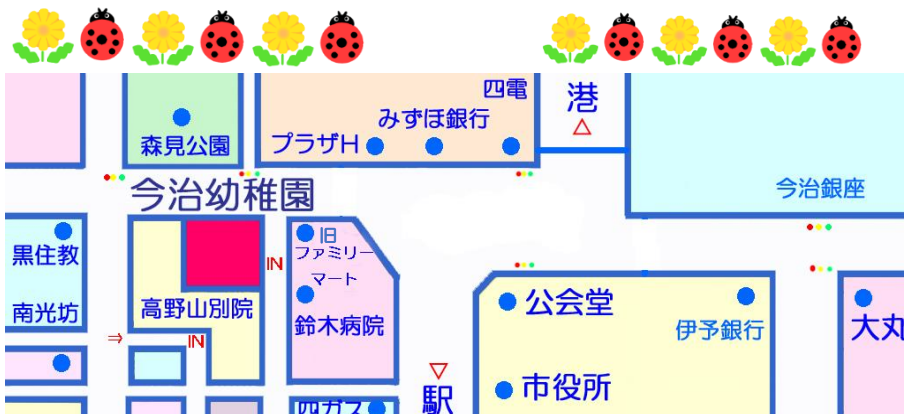 四電
港
みずほ銀行
プラザH
△
森見公園
今治幼稚園
今治銀座
黒住教
旧
ファミリー
マート
IN
南光坊
高野山別院
鈴木病院
公会堂
伊予銀行
大丸
⇒
IN
▽
駅
市役所
四ガス